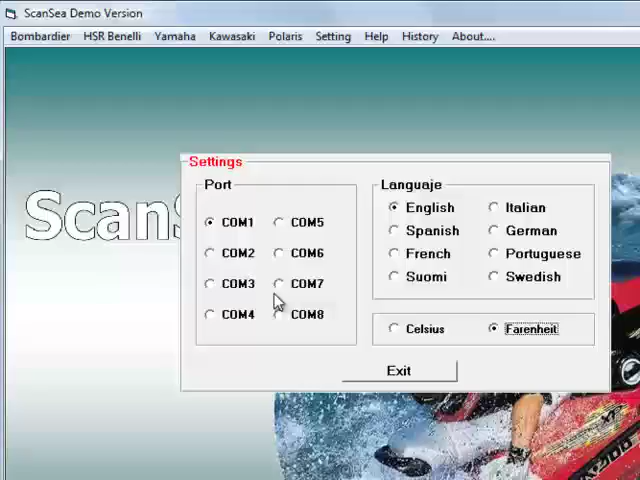 ScanSea Demo Version
Bombardier HSR Benelli Yamaha Kawasaki Polaris Setting Help History About....
Settings
Port
COM1 COM5
COM2 COM6
COM3 COM7
COM4 COM8
Languaje
English Italian
Spanish German
French Portuguese
Suomi Swedish
Celsius Farenheit
Exit
ScanS